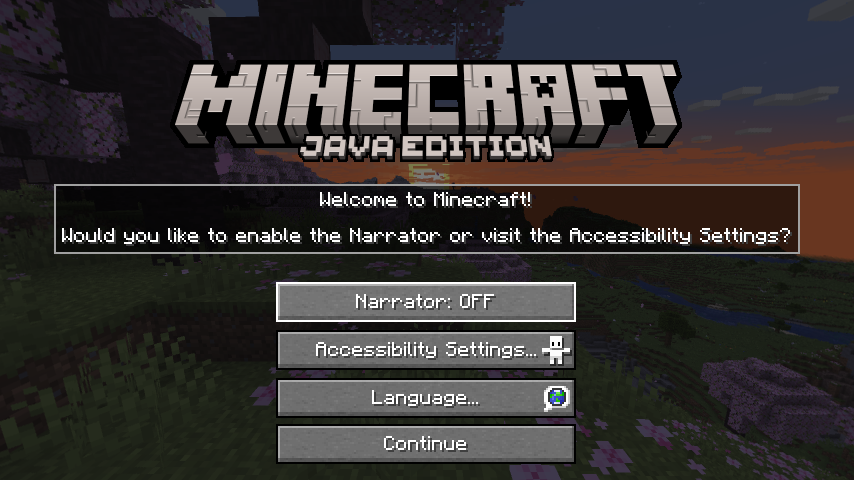 MINECRAFT
JAVA EDITION
Welcome to Minecraft!
Would you like to enable the Narrator or visit the Accessibility Settings?
Narrator: OFF
Accessibility Settings...
Language...
Continue